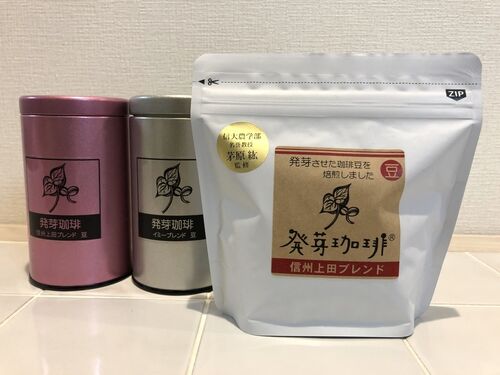 発芽珈琲
信州上田ブレンド 豆
発芽珈琲
イミーブレンド 豆
ZIP
信大農学部
名誉教授
茅原紘
監修
発芽させた珈琲豆を
焙煎しました
豆
発芽珈琲®
信州上田ブレンド